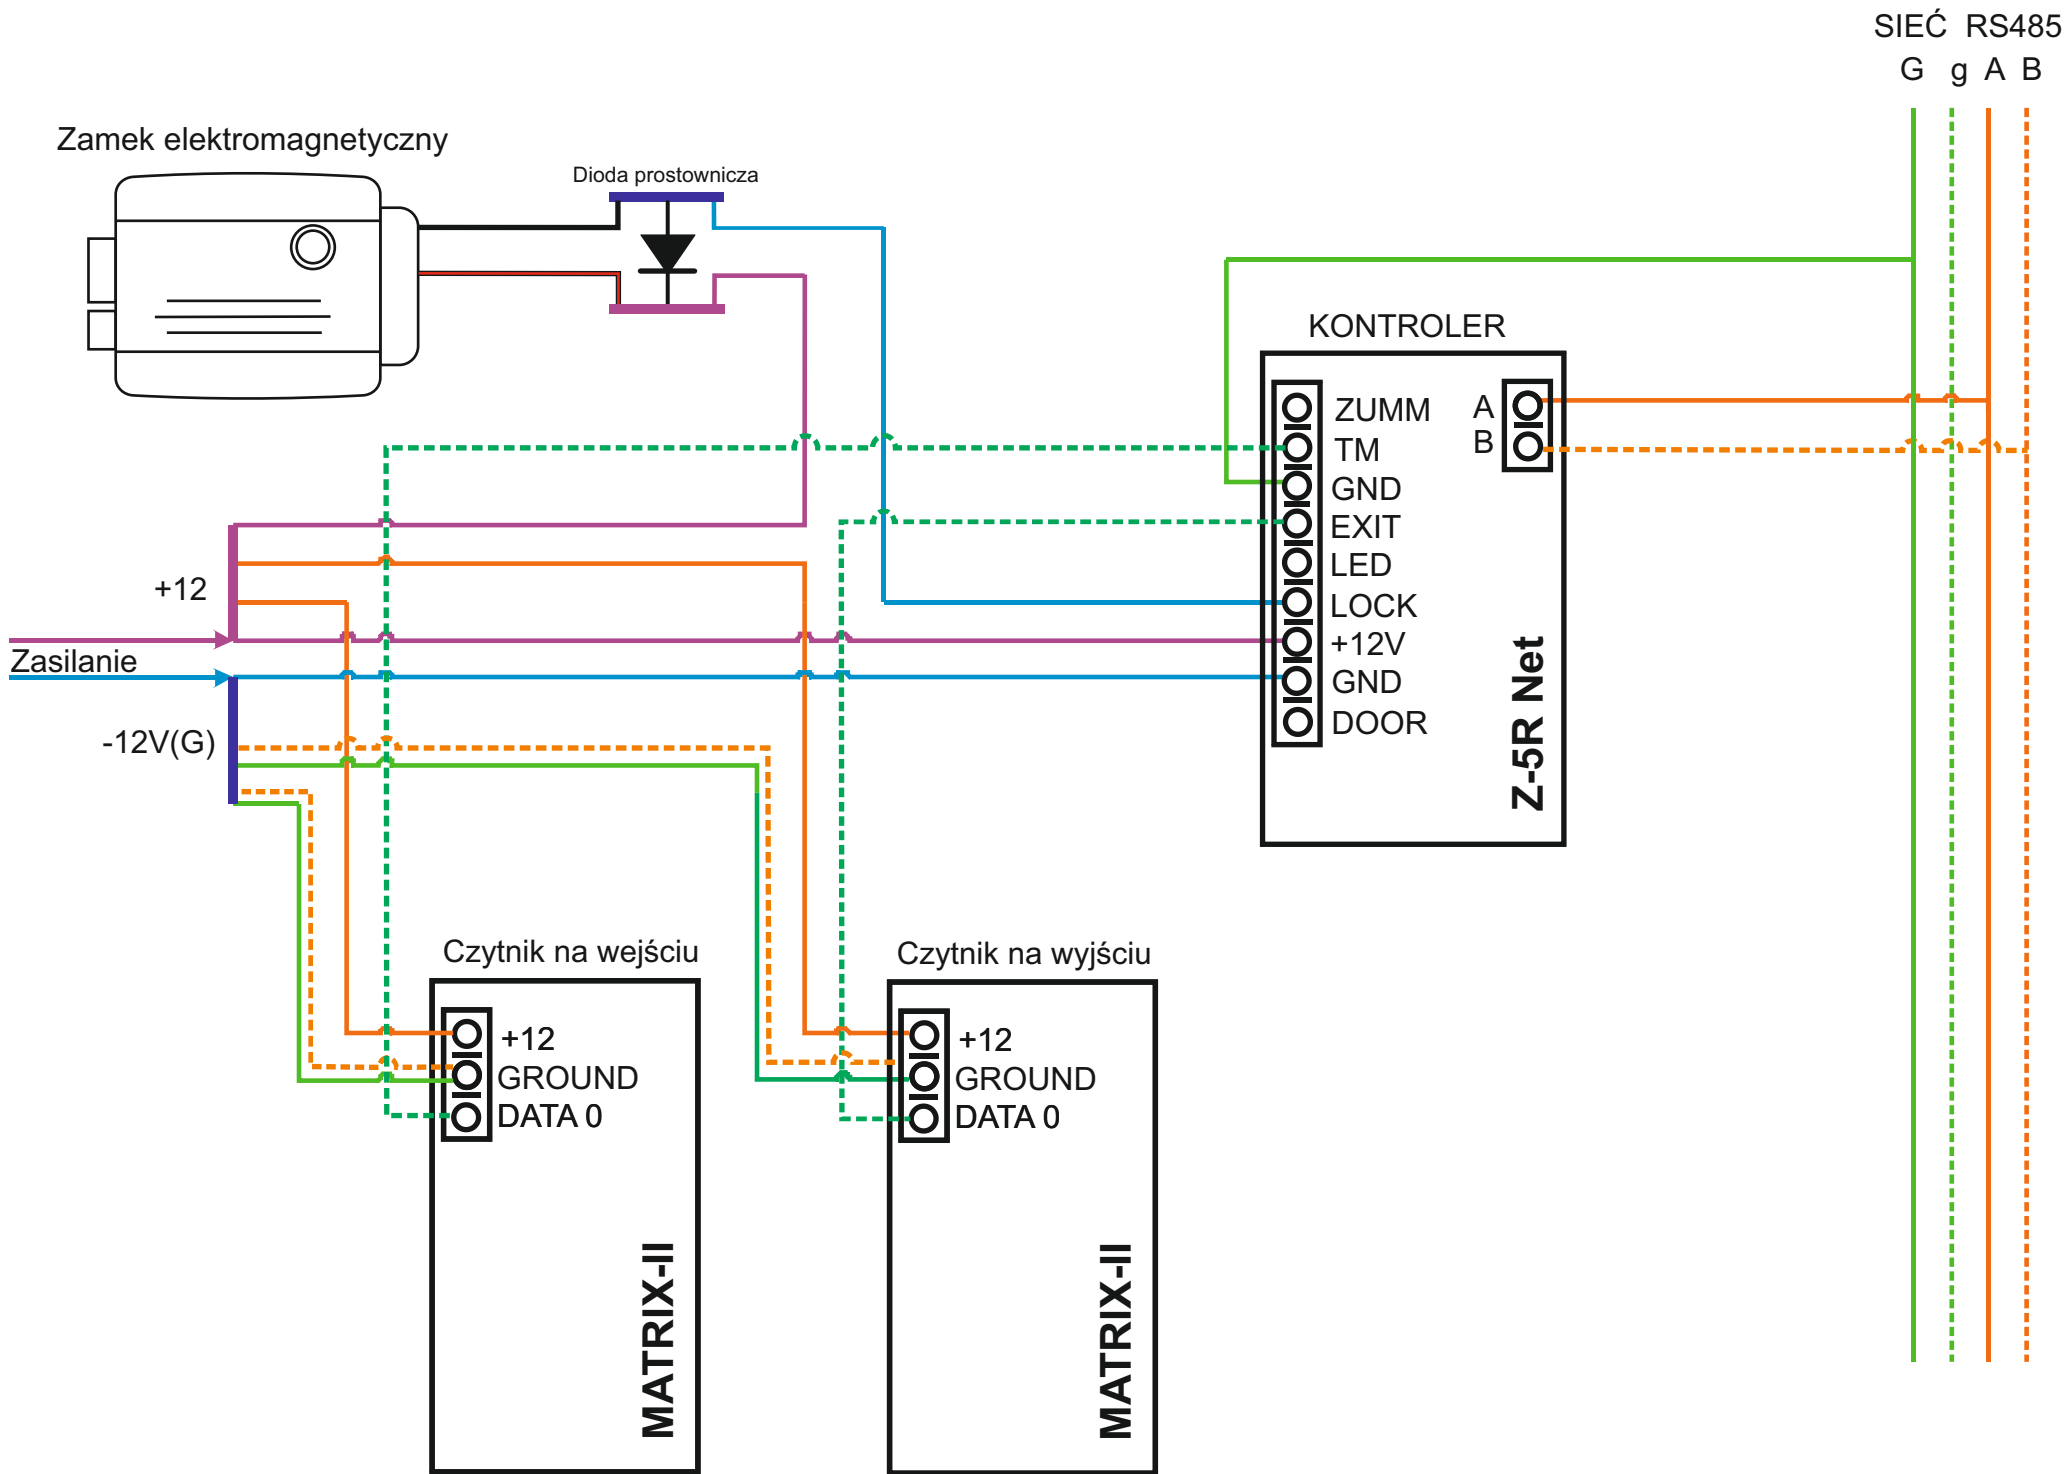 SIEĆ RS485
G g A B
Zamek elektromagnetyczny
Dioda prostownicza
KONTROLER
ZUMM
TM
GND
EXIT
LED
LOCK
+12V
GND
DOOR
A
B
Z-5R Net
+12
Zasilanie
-12V(G)
Czytnik na wejściu
+12
GROUND
DATA 0
MATRIX-II
Czytnik na wyjściu
+12
GROUND
DATA 0
MATRIX-II